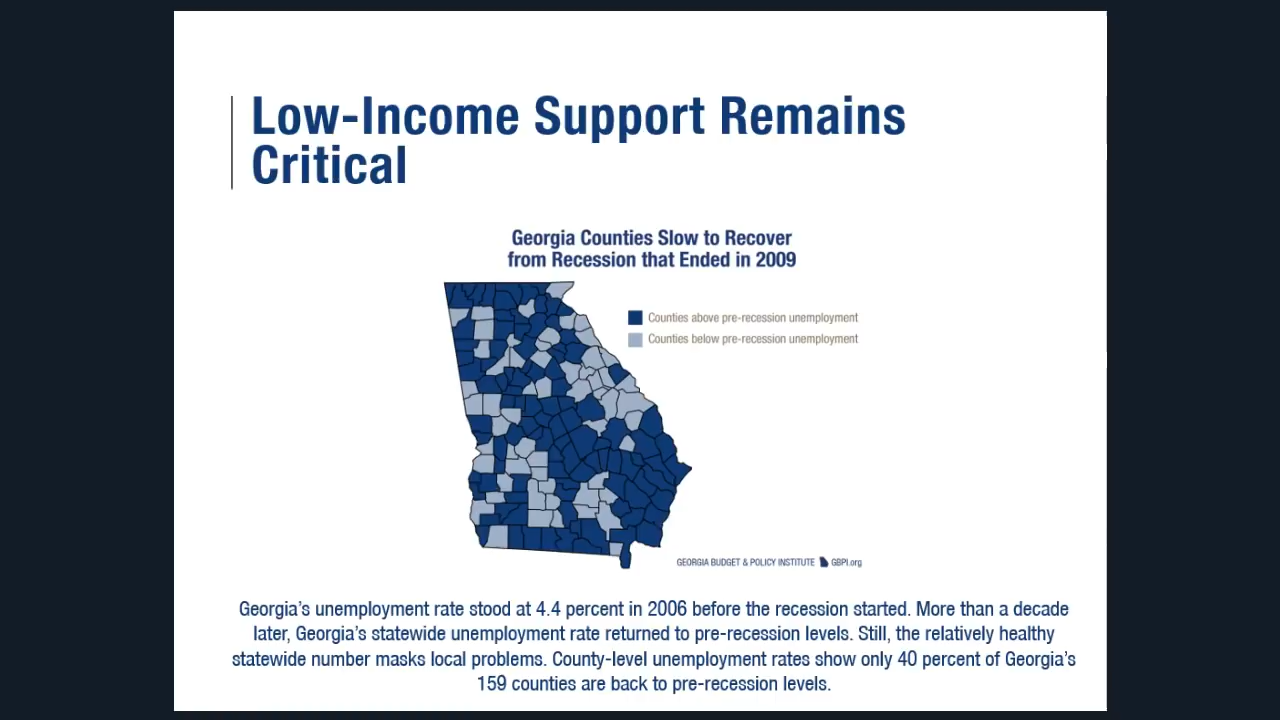 Low-Income Support Remains
Critical
Georgia Counties Slow to Recover
from Recession that Ended in 2009
Counties above pre-recession unemployment
Counties below pre-recession unemployment
GEORGIA BUDGET & POLICY INSTITUTE GBPI.org
Georgia's unemployment rate stood at 4.4 percent in 2006 before the recession started. More than a decade
later, Georgia's statewide unemployment rate returned to pre-recession levels. Still, the relatively healthy
statewide number masks local problems. County-level unemployment rates show only 40 percent of Georgia's
159 counties are back to pre-recession levels.